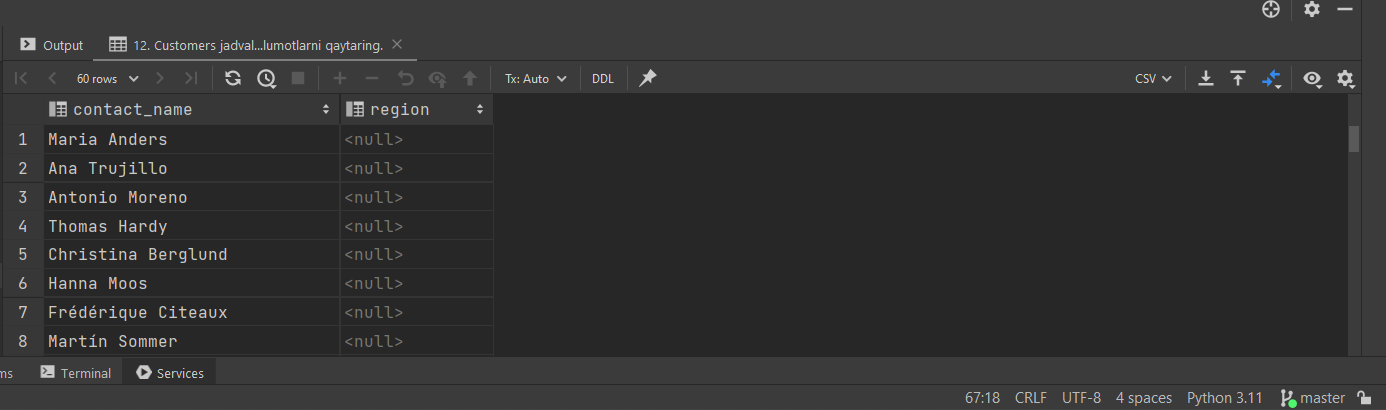 Output 12. Customers jadval...lumotlarni qaytaring.
60 rows Tx: Auto DDL CSV
contact_name region
1 Maria Anders <null>
2 Ana Trujillo <null>
3 Antonio Moreno <null>
4 Thomas Hardy <null>
5 Christina Berglund <null>
6 Hanna Moos <null>
7 Frédérique Citeaux <null>
8 Martín Sommer <null>
ms Terminal Services
67:18 CRLF UTF-8 4 spaces Python 3.11 master